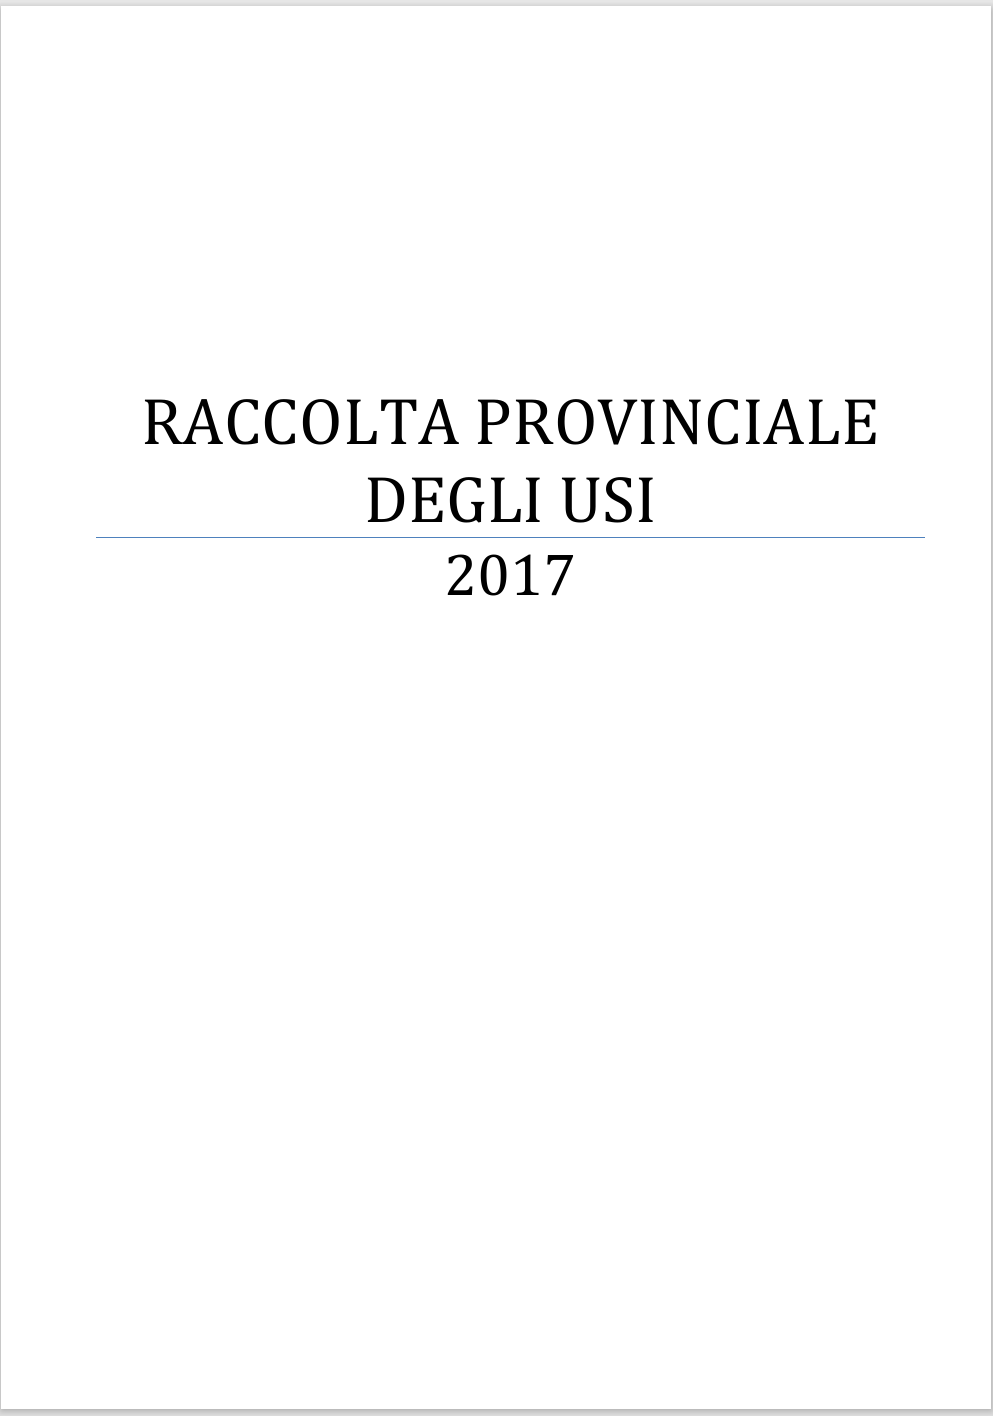 RACCOLTA PROVINCIALE
DEGLI USI
2017